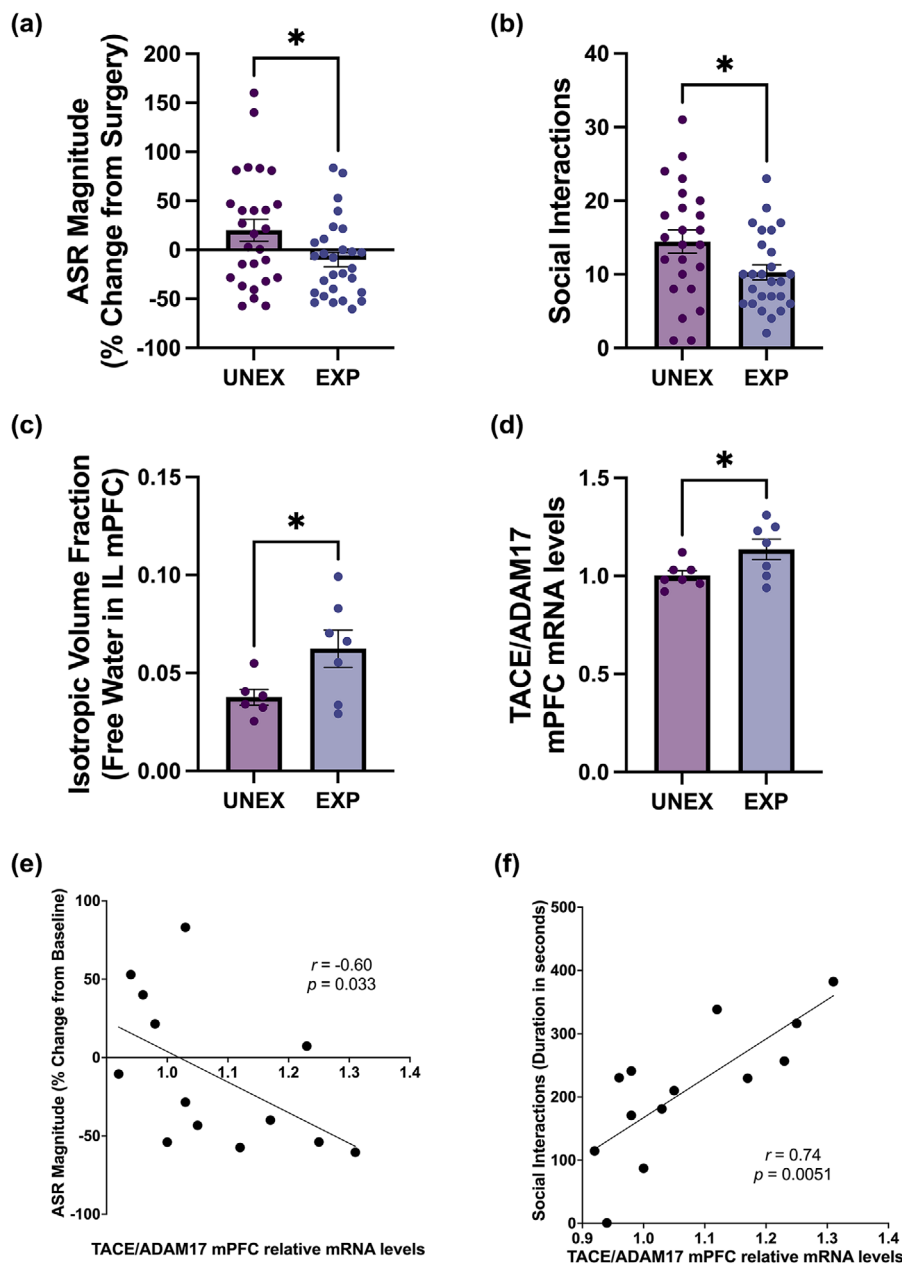 (a)
ASR Magnitude
(% Change from Surgery)
200
150
100
50
0
-50
-100
*
UNEX
EXP
(b)
Social Interactions
40
30
20
10
0
*
UNEX
EXP
(c)
Isotropic Volume Fraction
(Free Water in IL mPFC)
0.15
0.10
0.05
0.00
*
UNEX
EXP
(d)
TACE/ADAM17
mPFC mRNA levels
1.5
1.0
0.5
0.0
*
UNEX
EXP
(e)
ASR Magnitude (% Change from Baseline)
100
50
0
-50
-100
r = -0.60
p = 0.033
1.0 1.1 1.2 1.3 1.4
TACE/ADAM17 mPFC relative mRNA levels
(f)
Social Interactions (Duration in seconds)
500
400
300
200
100
0
r = 0.74
p = 0.0051
0.9 1.0 1.1 1.2 1.3 1.4
TACE/ADAM17 mPFC relative mRNA levels